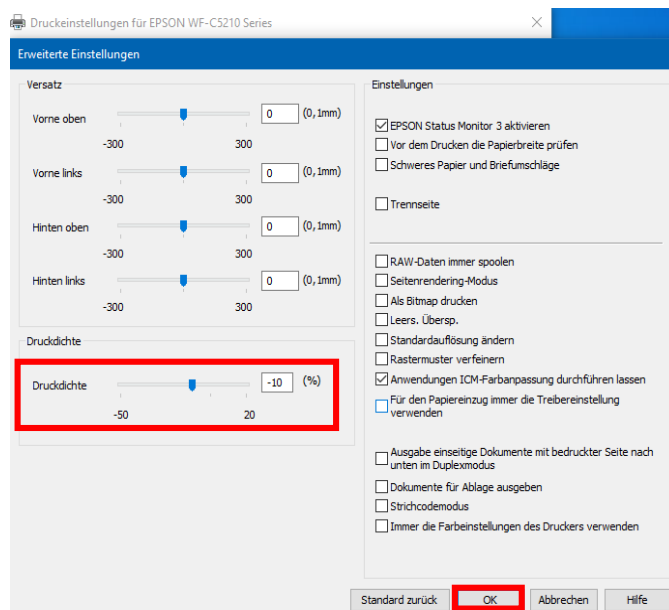 Druckeinstellungen für EPSON WF-C5210 Series
Erweiterte Einstellungen
Versatz
Vorne oben 0 (0,1mm)
-300 300
Vorne links 0 (0,1mm)
-300 300
Hinten oben 0 (0,1mm)
-300 300
Hinten links 0 (0,1mm)
-300 300
Druckdichte
Druckdichte -10 (%)
-50 20
Einstellungen
EPSON Status Monitor 3 aktivieren
Vor dem Drucken die Papierbreite prüfen
Schweres Papier und Briefumschläge
Trennseite
RAW-Daten immer spoolen
Seitenrendering-Modus
Als Bitmap drucken
Leers. Übersp.
Standardauflösung ändern
Rastermuster verfeinern
Anwendungen ICM-Farbanpassung durchführen lassen
Für den Papiereinzug immer die Treibereinstellung
verwenden
Ausgabe einseitige Dokumente mit bedruckter Seite nach
unten im Duplexmodus
Dokumente für Ablage ausgeben
Strichcodemodus
Immer die Farbeinstellungen des Druckers verwenden
Standard zurück OK Abbrechen Hilfe